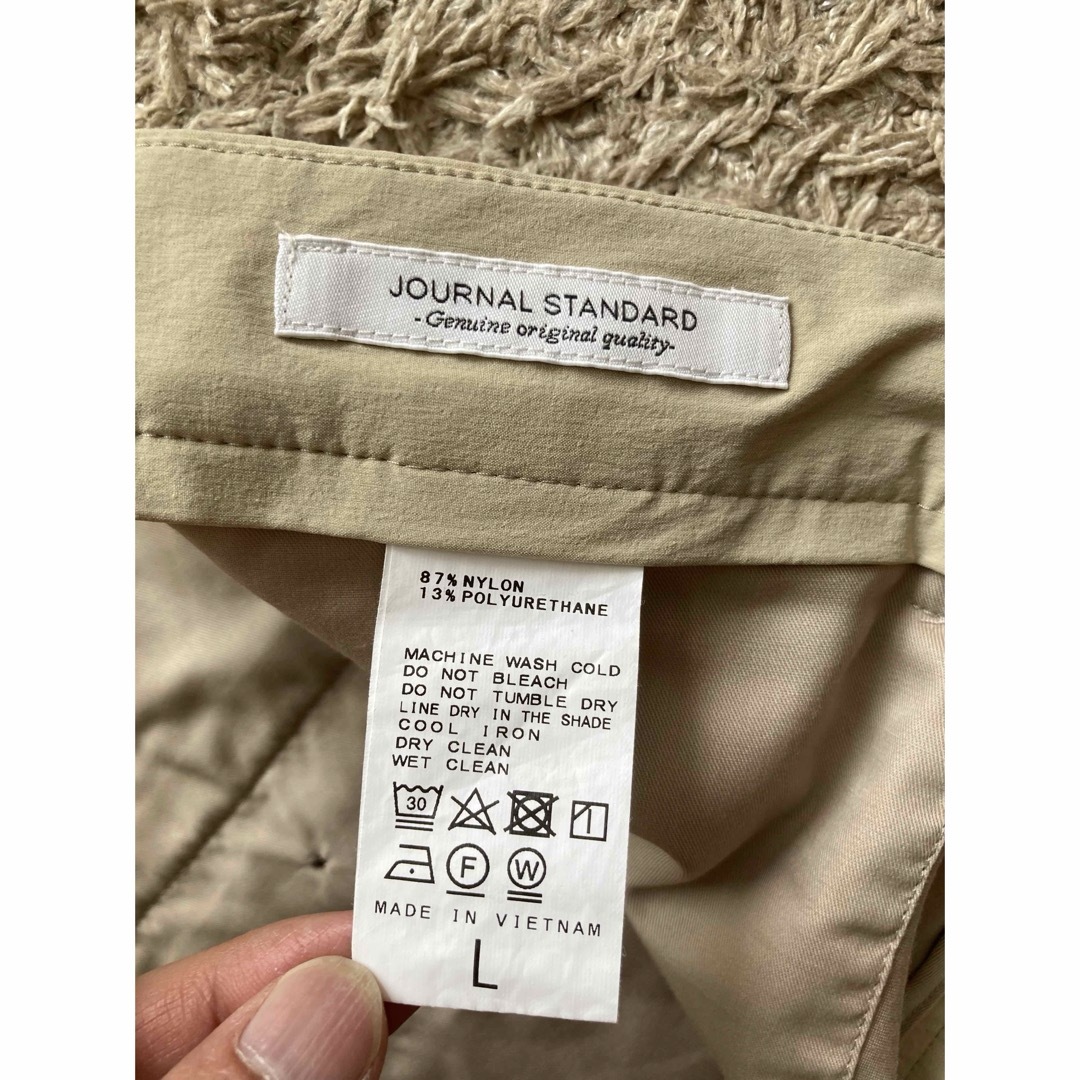 JOURNAL STANDARD
-Genuine original quality-
87% NYLON
13% POLYURETHANE
MACHINE WASH COLD
DO NOT BLEACH
DO NOT TUMBLE DRY
LINE DRY IN THE SHADE
COOL IRON
DRY CLEAN
WET CLEAN
30
F W
MADE IN VIETNAM
L